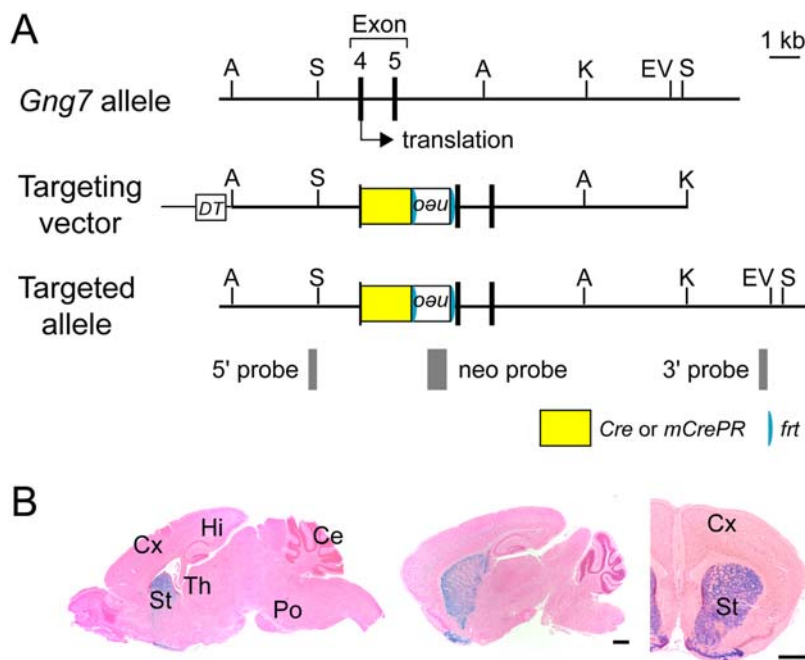 A
Exon
1 kb
4 5
A S A K EV S
Gng7 allele
translation
Targeting
vector
DT
A S A K
neo
Targeted
allele
A S A K EV S
neo
5' probe neo probe 3' probe
Cre or mCrePR frt
B
Cx Hi Ce
St Th Po
Cx
St